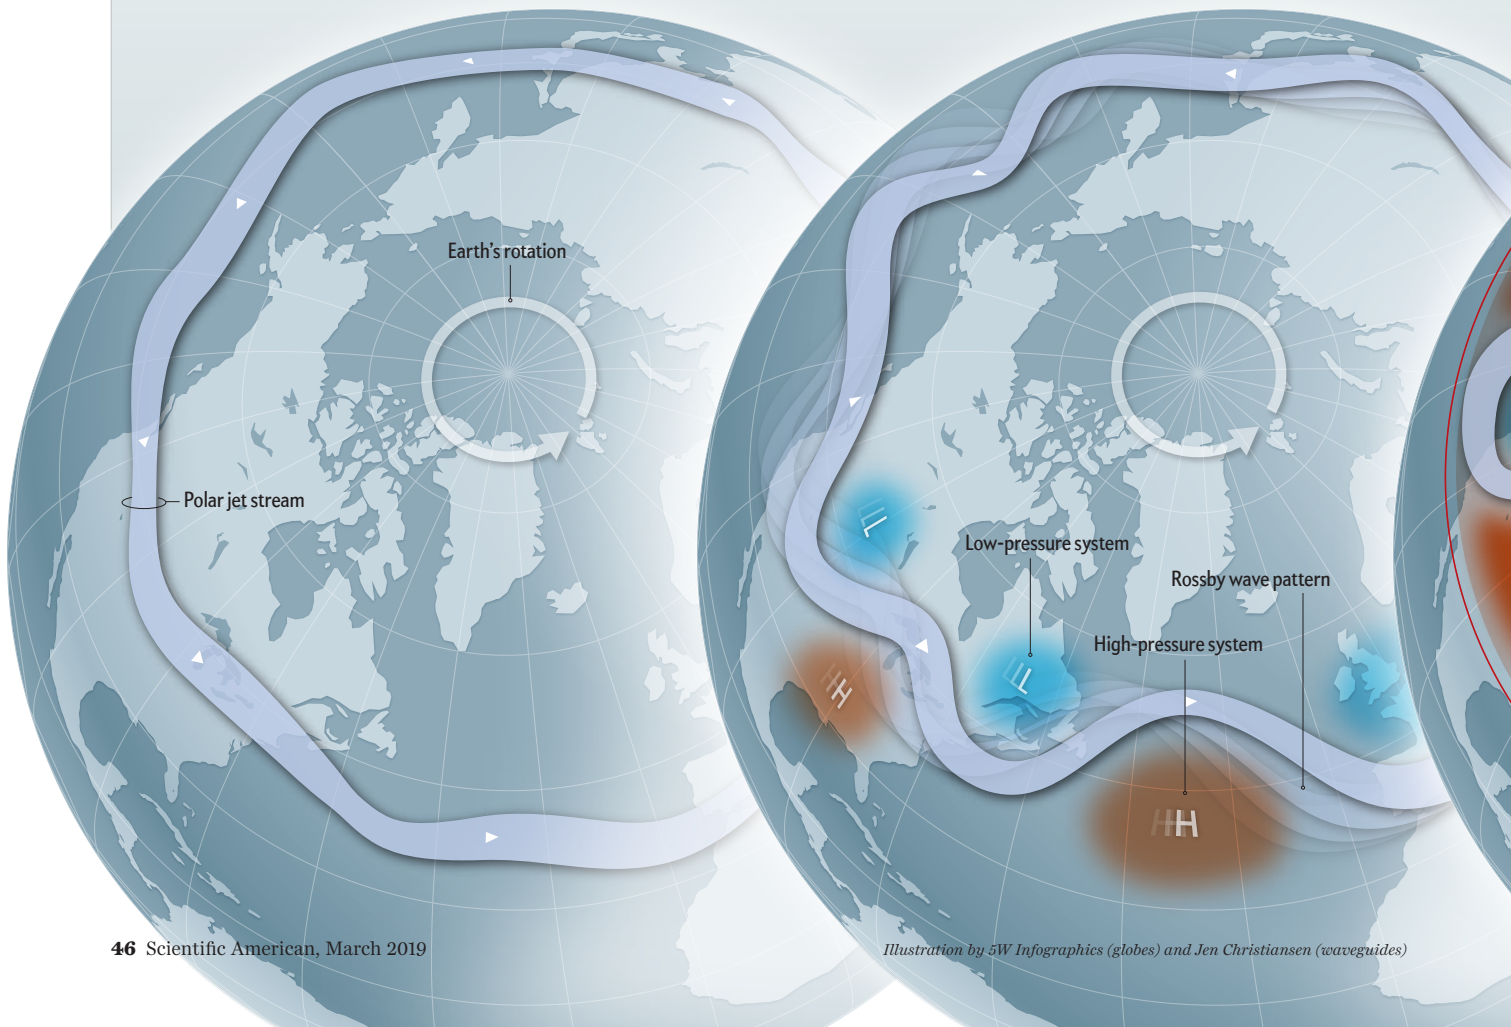 Earth's rotation
Polar jet stream
L
Low-pressure system
Rossby wave pattern
High-pressure system
L
H
H
46 Scientific American, March 2019
Illustration by 5W Infographics (globes) and Jen Christiansen (waveguides)